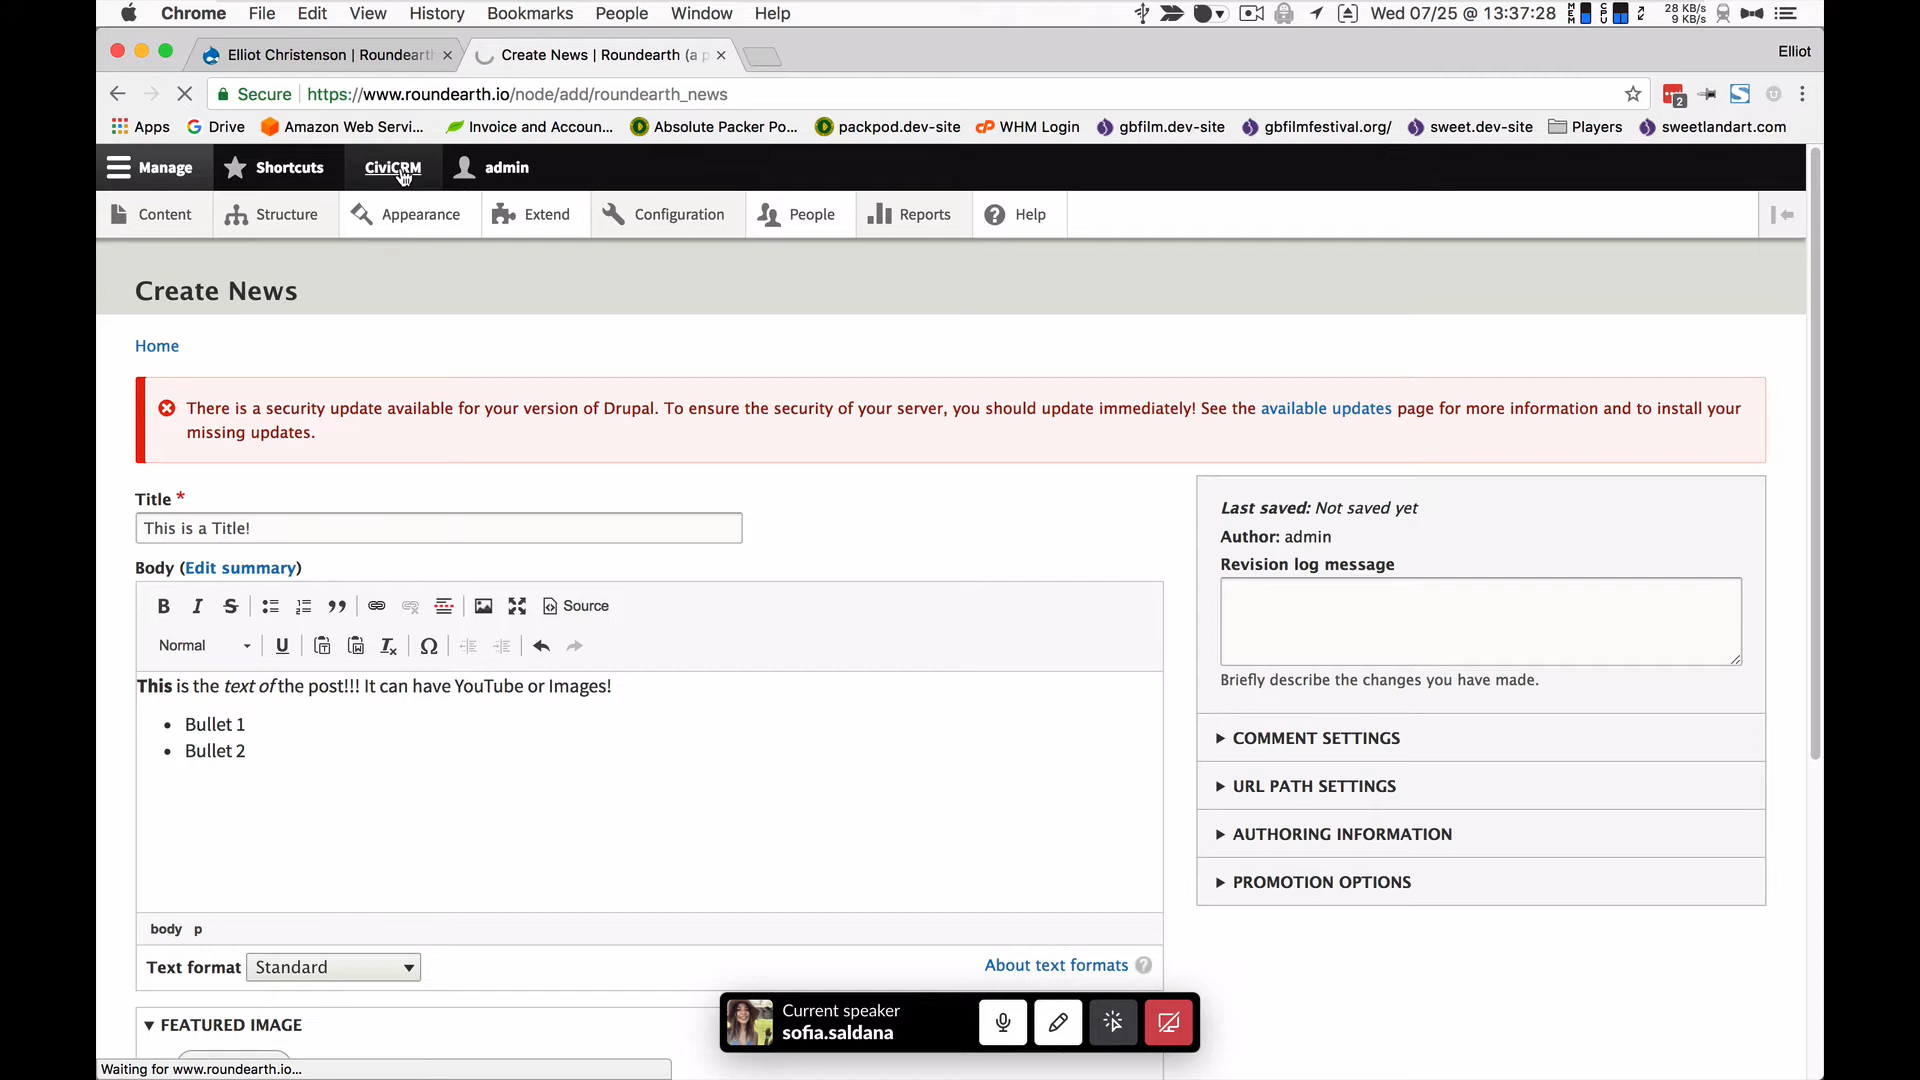 Chrome File Edit View History Bookmarks People Window Help Wed 07/25 @ 13:37:28 MEM CPU 28 KB/s 9 KB/s
Elliot Christenson | Roundearth Create News | Roundearth (a p Elliot
Secure https://www.roundearth.io/node/add/roundearth_news 2
Apps Drive Amazon Web Servi... Invoice and Accoun... Absolute Packer Po... packpod.dev-site WHM Login gbfilm.dev-site gbfilmfestival.org/ sweet.dev-site Players sweetlandart.com
Manage Shortcuts CiviCRM admin
Content Structure Appearance Extend Configuration People Reports Help
Create News
Home
There is a security update available for your version of Drupal. To ensure the security of your server, you should update immediately! See the available updates page for more information and to install your
missing updates.
Title *
This is a Title!
Body (Edit summary)
B I S Source
Normal U
This is the text of the post!!! It can have YouTube or Images!
• Bullet 1
• Bullet 2
body p
Text format Standard About text formats
FEATURED IMAGE
Last saved: Not saved yet
Author: admin
Revision log message
Briefly describe the changes you have made.
COMMENT SETTINGS
URL PATH SETTINGS
AUTHORING INFORMATION
PROMOTION OPTIONS
Current speaker
sofia.saldana
Waiting for www.roundearth.io...